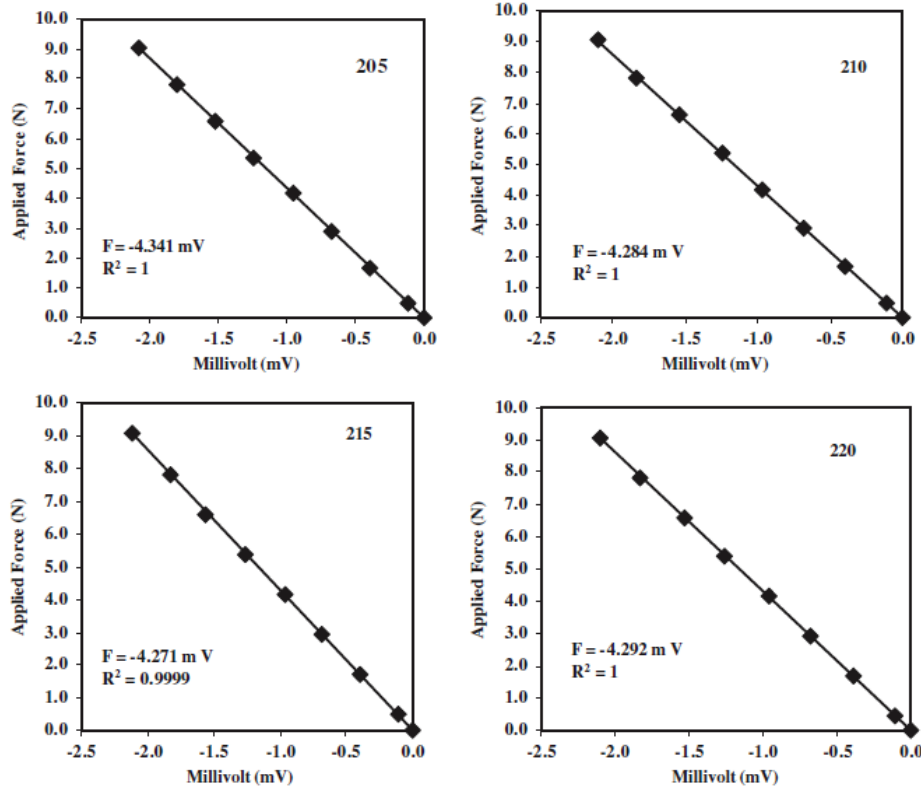 10.0
9.0
8.0
7.0
6.0
5.0
4.0
3.0
2.0
1.0
0.0
Applied Force (N)
205
F = -4.341 mV
R² = 1
-2.5 -2.0 -1.5 -1.0 -0.5 0.0
Millivolt (mV)
10.0
9.0
8.0
7.0
6.0
5.0
4.0
3.0
2.0
1.0
0.0
Applied Force (N)
210
F = -4.284 m V
R² = 1
-2.5 -2.0 -1.5 -1.0 -0.5 0.0
Millivolt (mV)
10.0
9.0
8.0
7.0
6.0
5.0
4.0
3.0
2.0
1.0
0.0
Applied Force (N)
215
F = -4.271 m V
R² = 0.9999
-2.5 -2.0 -1.5 -1.0 -0.5 0.0
Millivolt (mV)
10.0
9.0
8.0
7.0
6.0
5.0
4.0
3.0
2.0
1.0
0.0
Applied Force (N)
220
F = -4.292 m V
R² = 1
-2.5 -2.0 -1.5 -1.0 -0.5 0.0
Millivolt (mV)